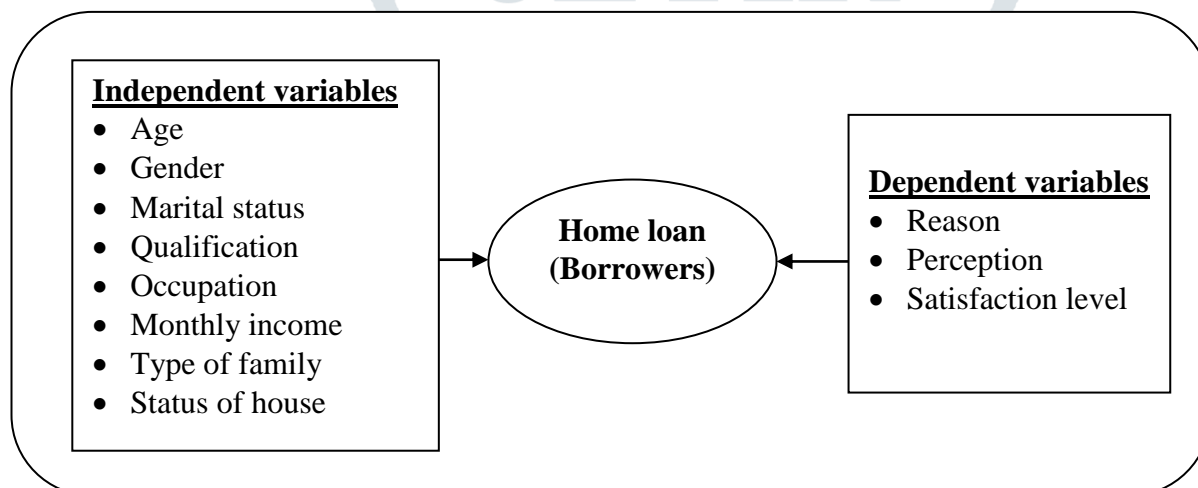 Independent variables
• Age
• Gender
• Marital status
• Qualification
• Occupation
• Monthly income
• Type of family
• Status of house
Home loan
(Borrowers)
Dependent variables
• Reason
• Perception
• Satisfaction level